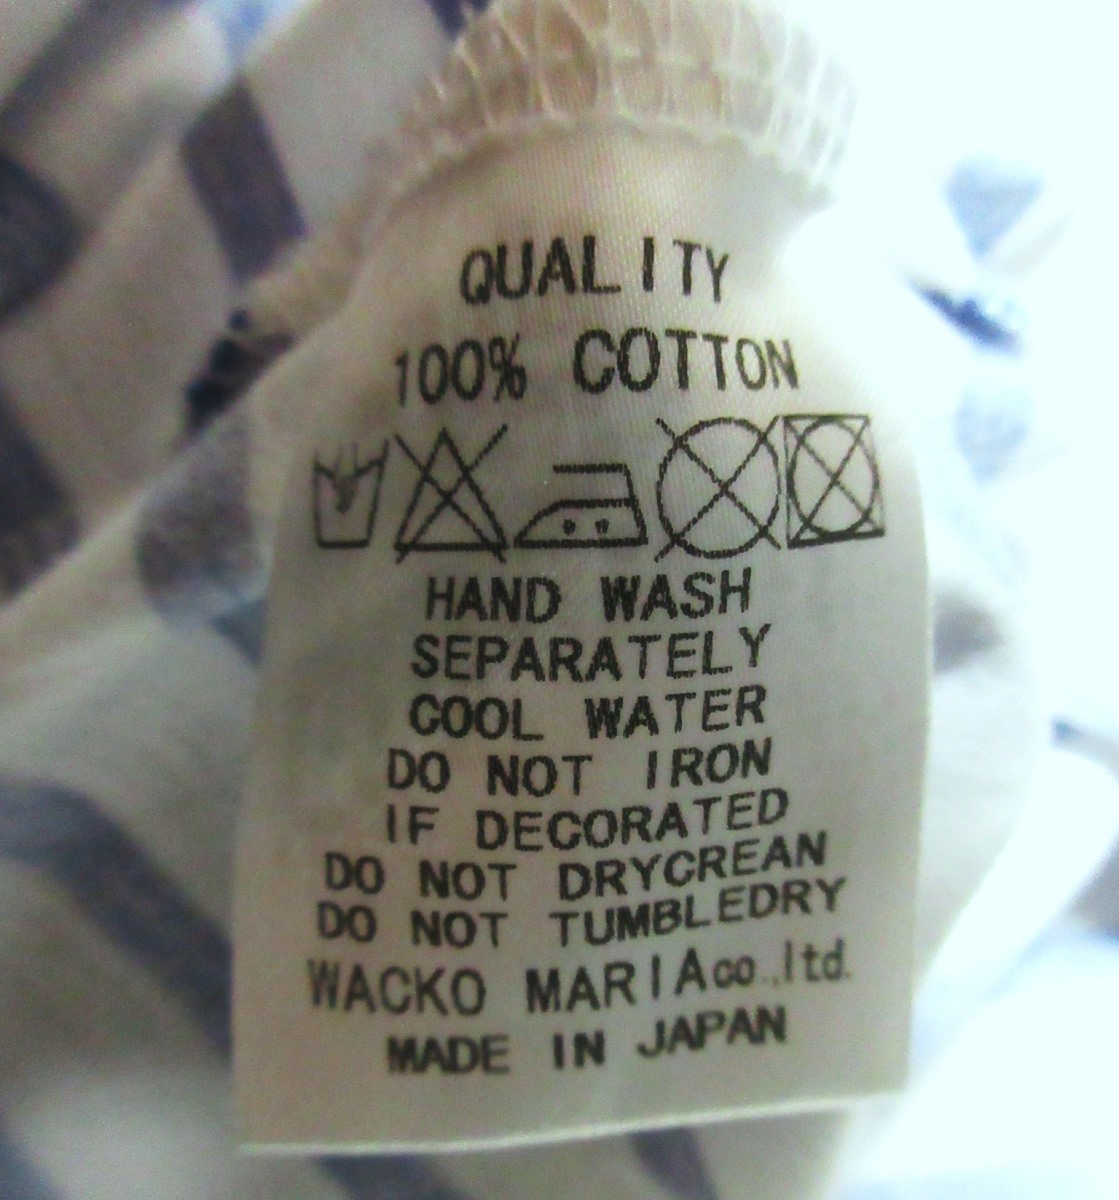 QUALITY
100% COTTON
HAND WASH
SEPARATELY
COOL WATER
DO NOT IRON
IF DECORATED
DO NOT DRYCREAN
DO NOT TUMBLEDRY
WACKO MARIA co.,ltd.
MADE IN JAPAN